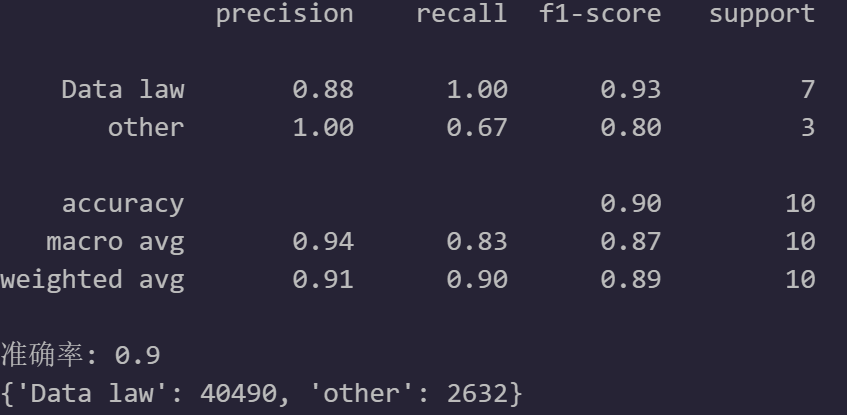 precision recall f1-score support
Data law 0.88 1.00 0.93 7
other 1.00 0.67 0.80 3
accuracy 0.90 10
macro avg 0.94 0.83 0.87 10
weighted avg 0.91 0.90 0.89 10
准确率: 0.9
{'Data law': 40490, 'other': 2632}